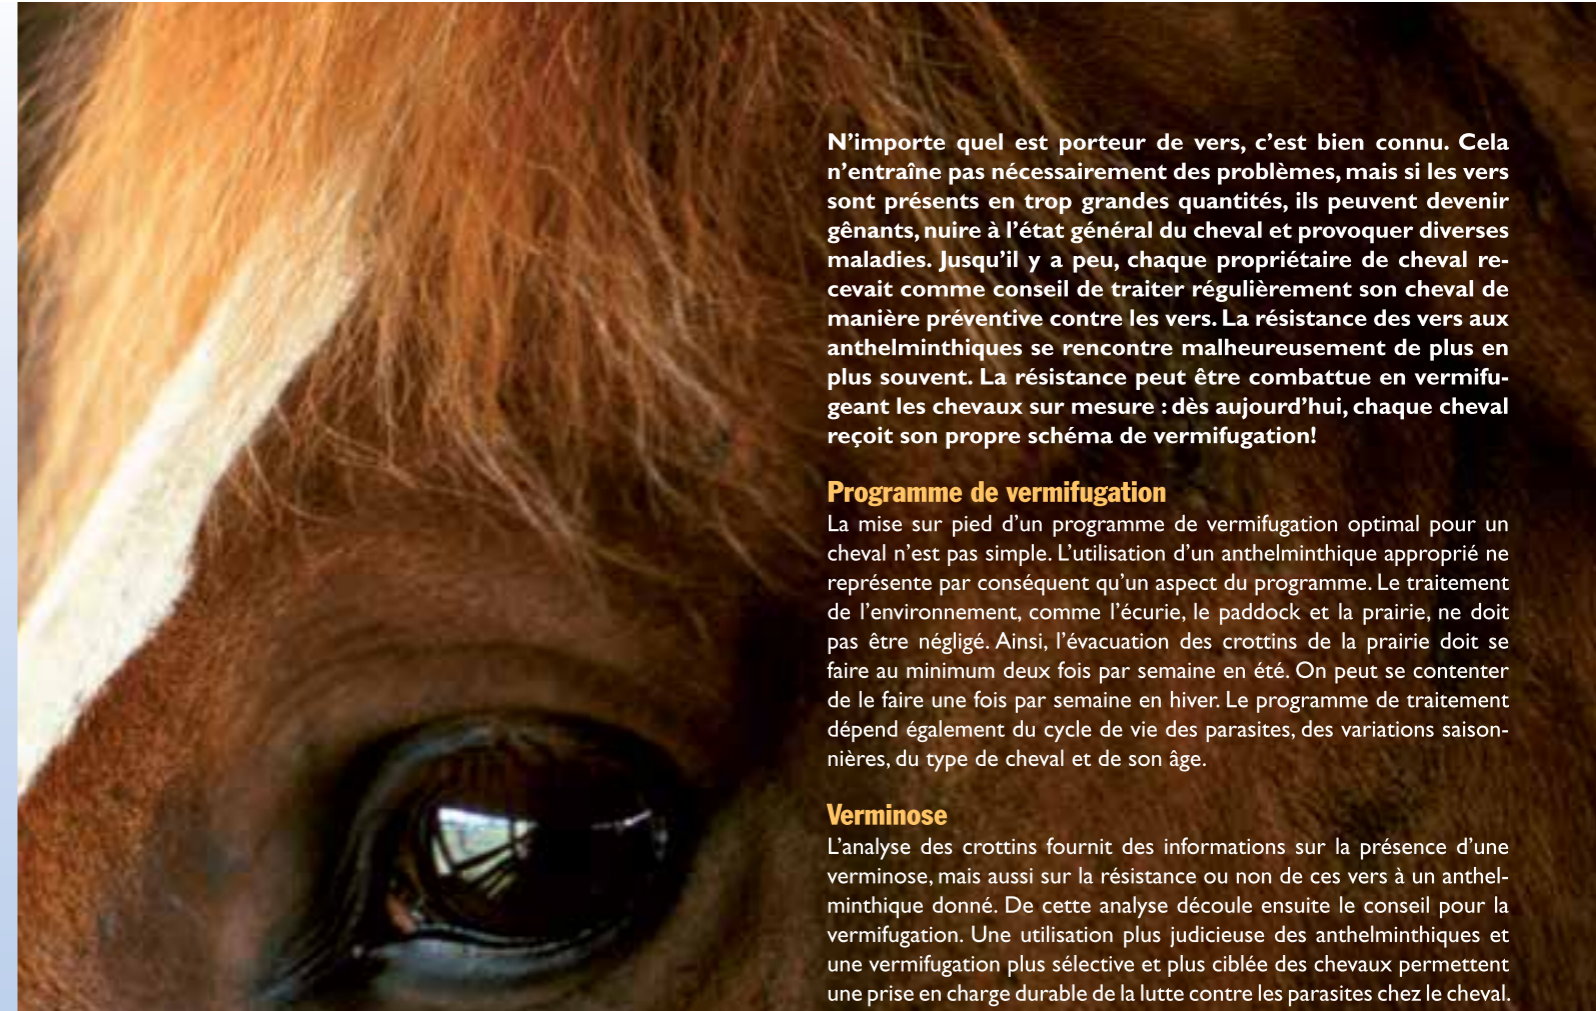 N’importe quel est porteur de vers, c’est bien connu. Cela
n’entraîne pas nécessairement des problèmes, mais si les vers
sont présents en trop grandes quantités, ils peuvent devenir
gênants, nuire à l’état général du cheval et provoquer diverses
maladies. Jusqu’il y a peu, chaque propriétaire de cheval re-
cevait comme conseil de traiter régulièrement son cheval de
manière préventive contre les vers. La résistance des vers aux
anthelminthiques se rencontre malheureusement de plus en
plus souvent. La résistance peut être combattue en vermifu-
geant les chevaux sur mesure : dès aujourd’hui, chaque cheval
reçoit son propre schéma de vermifugation!
Programme de vermifugation
La mise sur pied d’un programme de vermifugation optimal pour un
cheval n’est pas simple. L’utilisation d’un anthelminthique approprié ne
représente par conséquent qu’un aspect du programme. Le traitement
de l’environnement, comme l’écurie, le paddock et la prairie, ne doit
pas être négligé. Ainsi, l’évacuation des crottins de la prairie doit se
faire au minimum deux fois par semaine en été. On peut se contenter
de le faire une fois par semaine en hiver. Le programme de traitement
dépend également du cycle de vie des parasites, des variations saison-
nières, du type de cheval et de son âge.
Verminose
L’analyse des crottins fournit des informations sur la présence d’une
verminose, mais aussi sur la résistance ou non de ces vers à un anthel-
minthique donné. De cette analyse découle ensuite le conseil pour la
vermifugation. Une utilisation plus judicieuse des anthelminthiques et
une vermifugation plus sélective et plus ciblée des chevaux permettent
une prise en charge durable de la lutte contre les parasites chez le cheval.